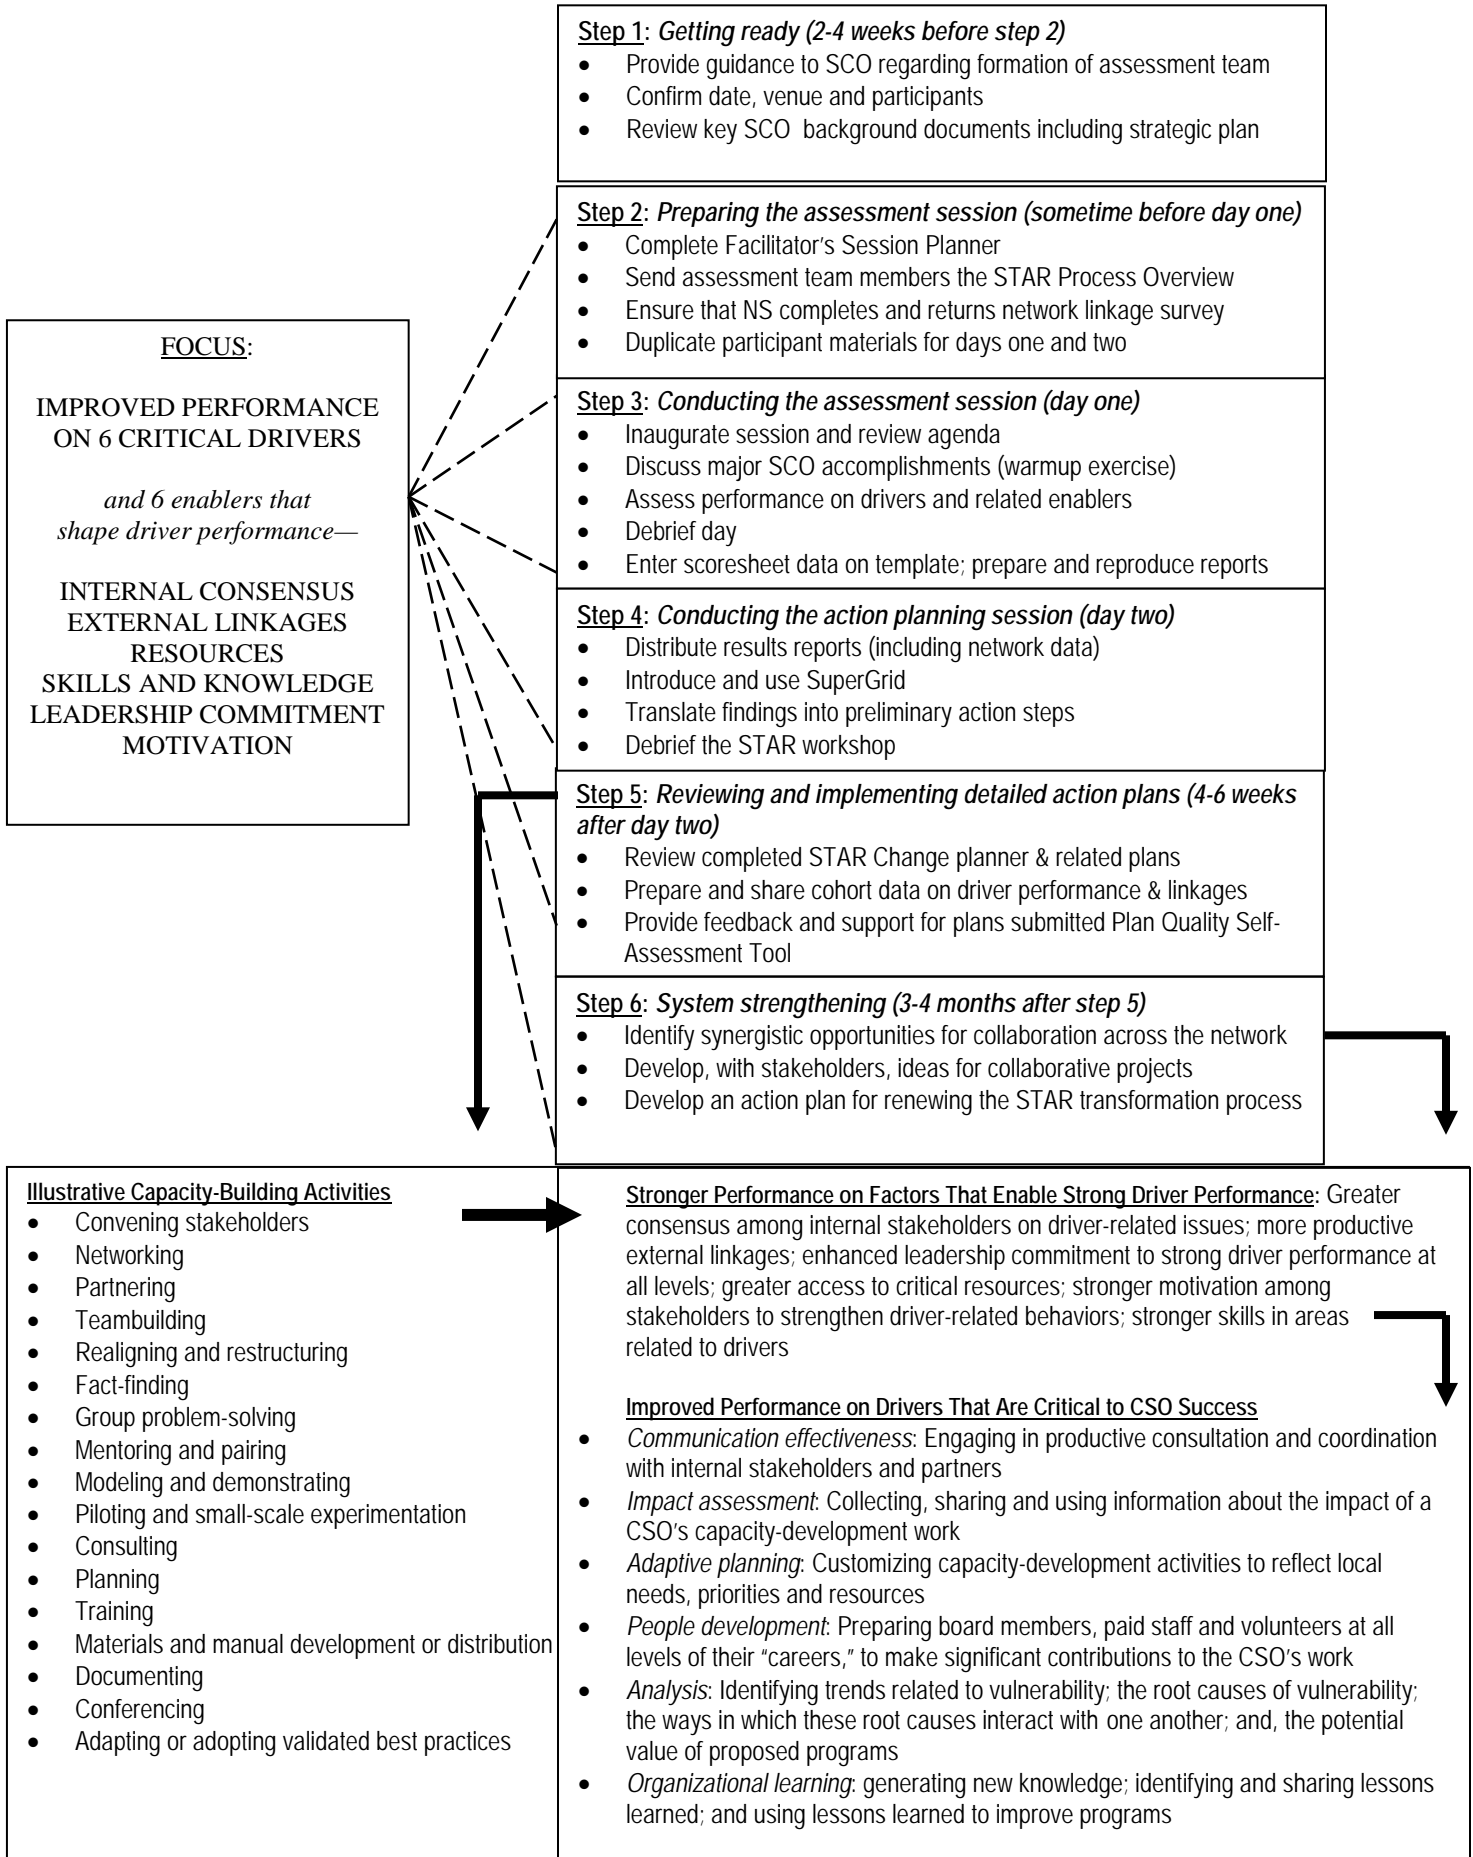 Step 1: Getting ready (2-4 weeks before step 2)
• Provide guidance to SCO regarding formation of assessment team
• Confirm date, venue and participants
• Review key SCO background documents including strategic plan
Step 2: Preparing the assessment session (sometime before day one)
• Complete Facilitator's Session Planner
• Send assessment team members the STAR Process Overview
• Ensure that NS completes and returns network linkage survey
• Duplicate participant materials for days one and two
FOCUS:
IMPROVED PERFORMANCE
ON 6 CRITICAL DRIVERS
and 6 enablers that
shape driver performance—
INTERNAL CONSENSUS
EXTERNAL LINKAGES
RESOURCES
SKILLS AND KNOWLEDGE
LEADERSHIP COMMITMENT
MOTIVATION
Step 3: Conducting the assessment session (day one)
• Inaugurate session and review agenda
• Discuss major SCO accomplishments (warmup exercise)
• Assess performance on drivers and related enablers
• Debrief day
• Enter scoresheet data on template; prepare and reproduce reports
Step 4: Conducting the action planning session (day two)
• Distribute results reports (including network data)
• Introduce and use SuperGrid
• Translate findings into preliminary action steps
• Debrief the STAR workshop
Step 5: Reviewing and implementing detailed action plans (4-6 weeks
after day two)
• Review completed STAR Change planner & related plans
• Prepare and share cohort data on driver performance & linkages
• Provide feedback and support for plans submitted Plan Quality Self-
Assessment Tool
Step 6: System strengthening (3-4 months after step 5)
• Identify synergistic opportunities for collaboration across the network
• Develop, with stakeholders, ideas for collaborative projects
• Develop an action plan for renewing the STAR transformation process
Illustrative Capacity-Building Activities
• Convening stakeholders
• Networking
• Partnering
• Teambuilding
• Realigning and restructuring
• Fact-finding
• Group problem-solving
• Mentoring and pairing
• Modeling and demonstrating
• Piloting and small-scale experimentation
• Consulting
• Planning
• Training
• Materials and manual development or distribution
• Documenting
• Conferencing
• Adapting or adopting validated best practices
Stronger Performance on Factors That Enable Strong Driver Performance: Greater
consensus among internal stakeholders on driver-related issues; more productive
external linkages; enhanced leadership commitment to strong driver performance at
all levels; greater access to critical resources; stronger motivation among
stakeholders to strengthen driver-related behaviors; stronger skills in areas
related to drivers
Improved Performance on Drivers That Are Critical to CSO Success
• Communication effectiveness: Engaging in productive consultation and coordination
with internal stakeholders and partners
• Impact assessment: Collecting, sharing and using information about the impact of a
CSO's capacity-development work
• Adaptive planning: Customizing capacity-development activities to reflect local
needs, priorities and resources
• People development: Preparing board members, paid staff and volunteers at all
levels of their "careers," to make significant contributions to the CSO's work
• Analysis: Identifying trends related to vulnerability; the root causes of vulnerability;
the ways in which these root causes interact with one another; and, the potential
value of proposed programs
• Organizational learning: generating new knowledge; identifying and sharing lessons
learned; and using lessons learned to improve programs